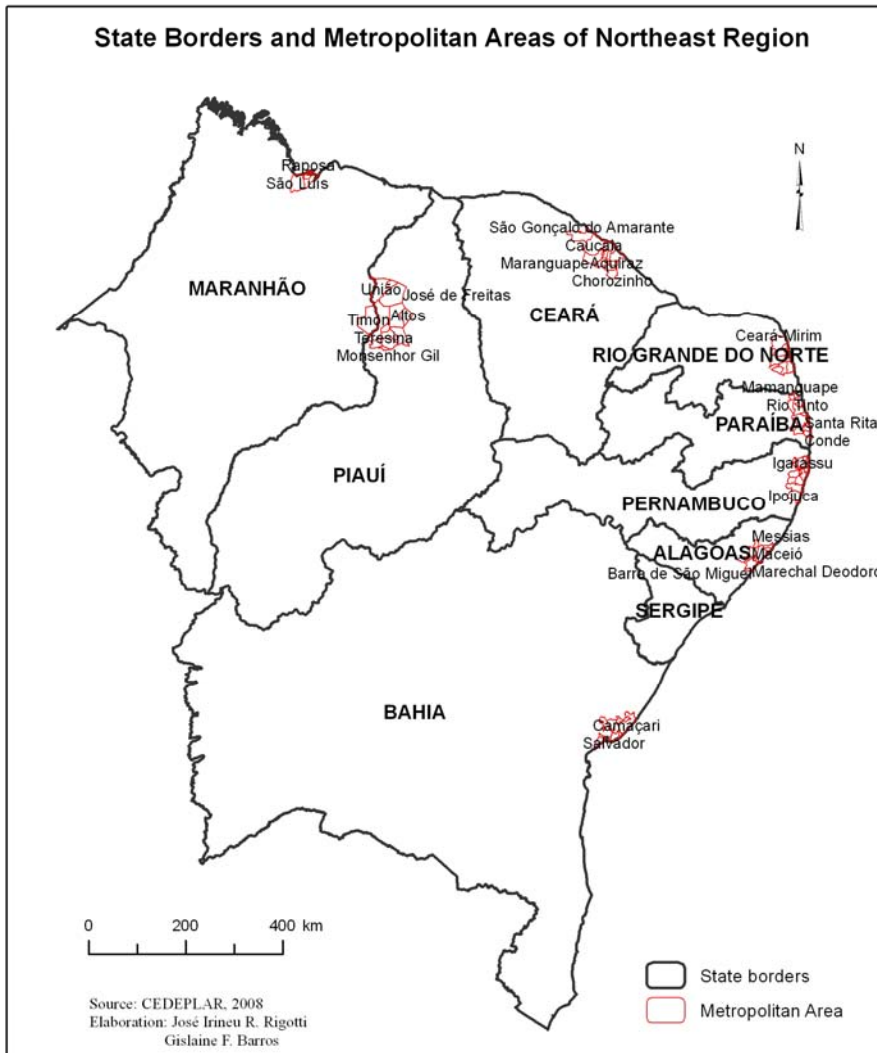 State Borders and Metropolitan Areas of Northeast Region
N
Raposa
São Luís
São Gonçalo do Amarante
Caucaia
Maranguape Aquiraz
Chorozinho
MARANHÃO
União
José de Freitas
CEARÁ
Timon Altos
Teresina
Monsenhor Gil
Ceará-Mirim
RIO GRANDE DO NORTE
Mamanguape
Rio Tinto
PARAÍBA Santa Rita
Conde
PIAUÍ
Igarassu
PERNAMBUCO Ipojuca
Messias
ALAGOAS Maceió
Barra de São Miguel Marechal Deodoro
SERGIPE
BAHIA
Camaçari
Salvador
0 200 400 km
State borders
Metropolitan Area
Source: CEDEPLAR, 2008
Elaboration: José Irineu R. Rigotti
Gislaine F. Barros